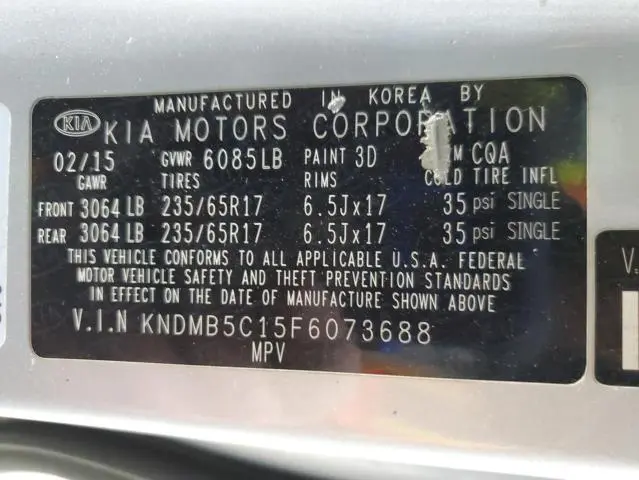 MANUFACTURED IN KOREA BY
KIA KIA MOTORS CORPORATION
02/15 GVWR 6085LB PAINT 3D CQA
GAWR TIRES RIMS COLD TIRE INFL
FRONT 3064 LB 235/65R17 6.5Jx17 35 psi SINGLE
REAR 3064 LB 235/65R17 6.5Jx17 35 psi SINGLE
THIS VEHICLE CONFORMS TO ALL APPLICABLE U.S.A. FEDERAL
MOTOR VEHICLE SAFETY AND THEFT PREVENTION STANDARDS
IN EFFECT ON THE DATE OF MANUFACTURE SHOWN ABOVE
V.I.N KNDMB5C15F6073688
MPV